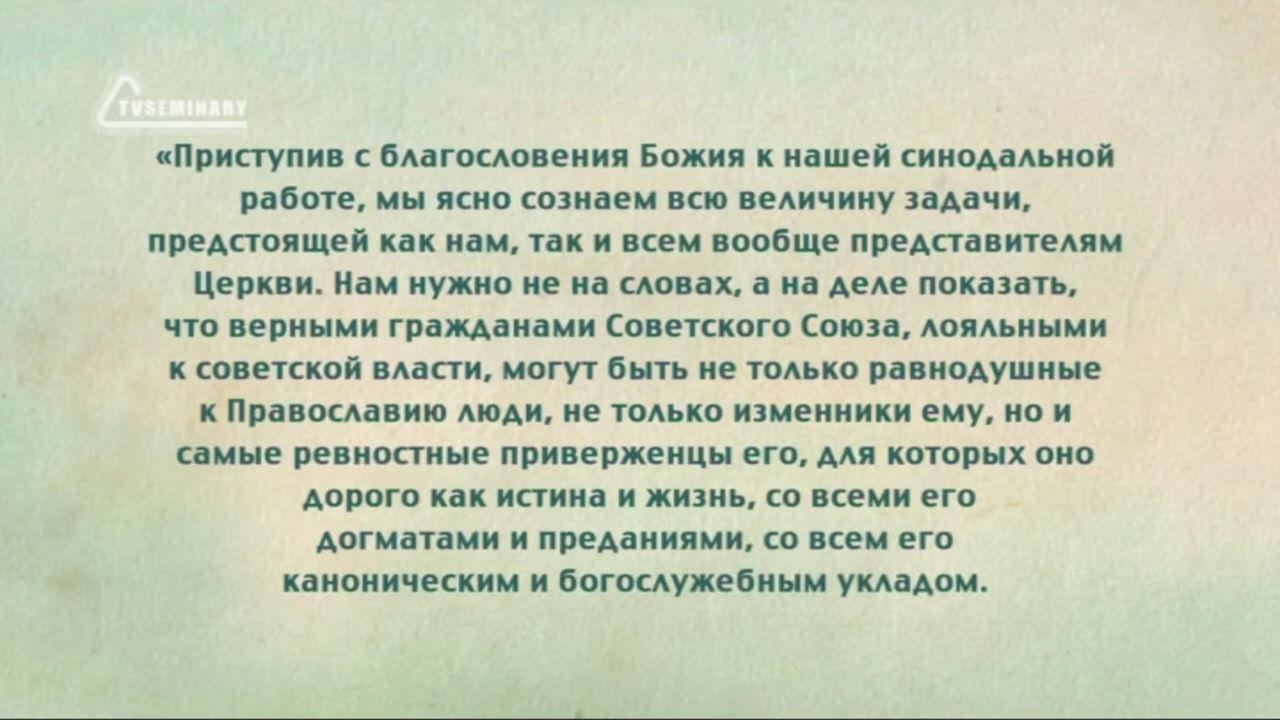 TVSEMINARY
«Приступив с благословения Божия к нашей синодальной
работе, мы ясно сознаем всю величину задачи,
предстоящей как нам, так и всем вообще представителям
Церкви. Нам нужно не на словах, а на деле показать,
что верными гражданами Советского Союза, лояльными
к советской власти, могут быть не только равнодушные
к Православию люди, не только изменники ему, но и
самые ревностные приверженцы его, для которых оно
дорого как истина и жизнь, со всеми его
догматами и преданиями, со всем его
каноническим и богослужебным укладом.